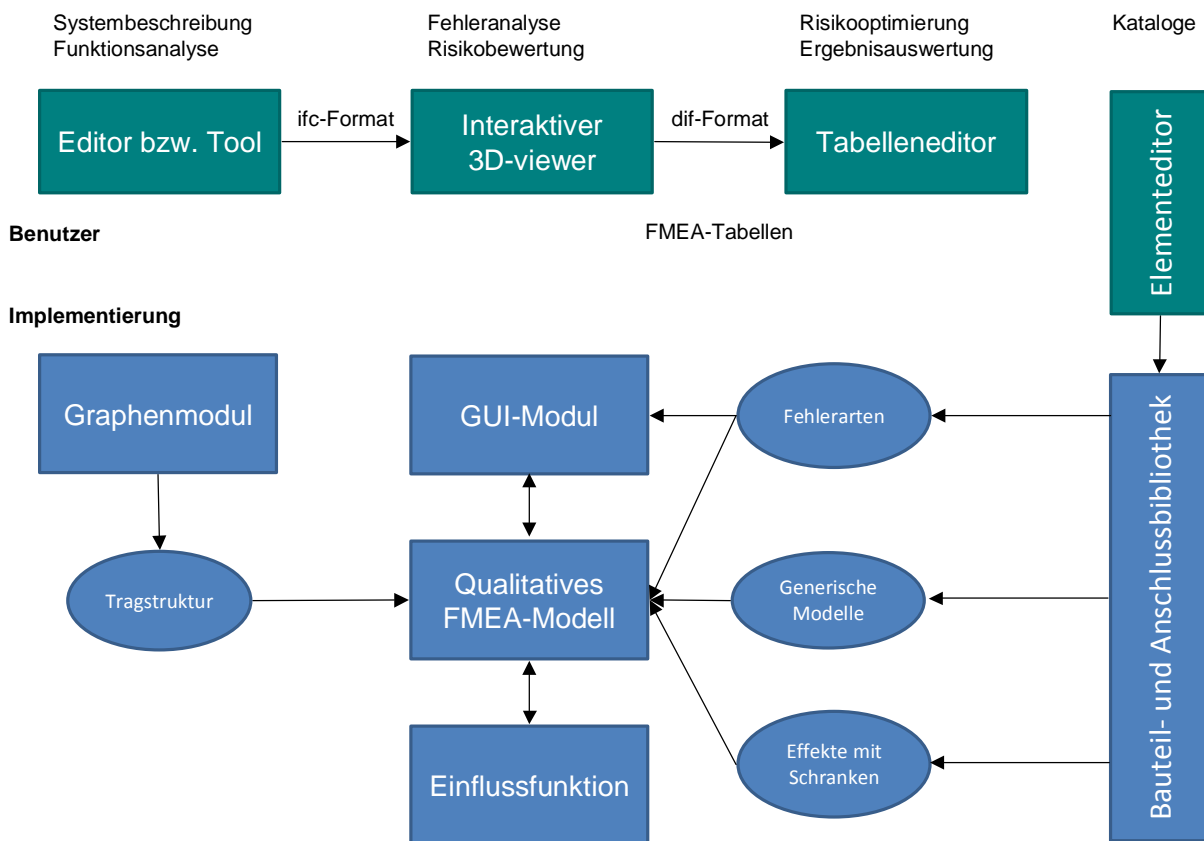 Systembeschreibung
Funktionsanalyse
Fehleranalyse
Risikobewertung
Risikooptimierung
Ergebnisauswertung
Kataloge
Editor bzw. Tool
ifc-Format
Interaktiver
3D-viewer
dif-Format
Tabelleneditor
Elementeditor
Benutzer
FMEA-Tabellen
Implementierung
Graphenmodul
GUI-Modul
Fehlerarten
Bauteil- und Anschlussbibliothek
Tragstruktur
Qualitatives
FMEA-Modell
Generische
Modelle
Einflussfunktion
Effekte mit
Schranken